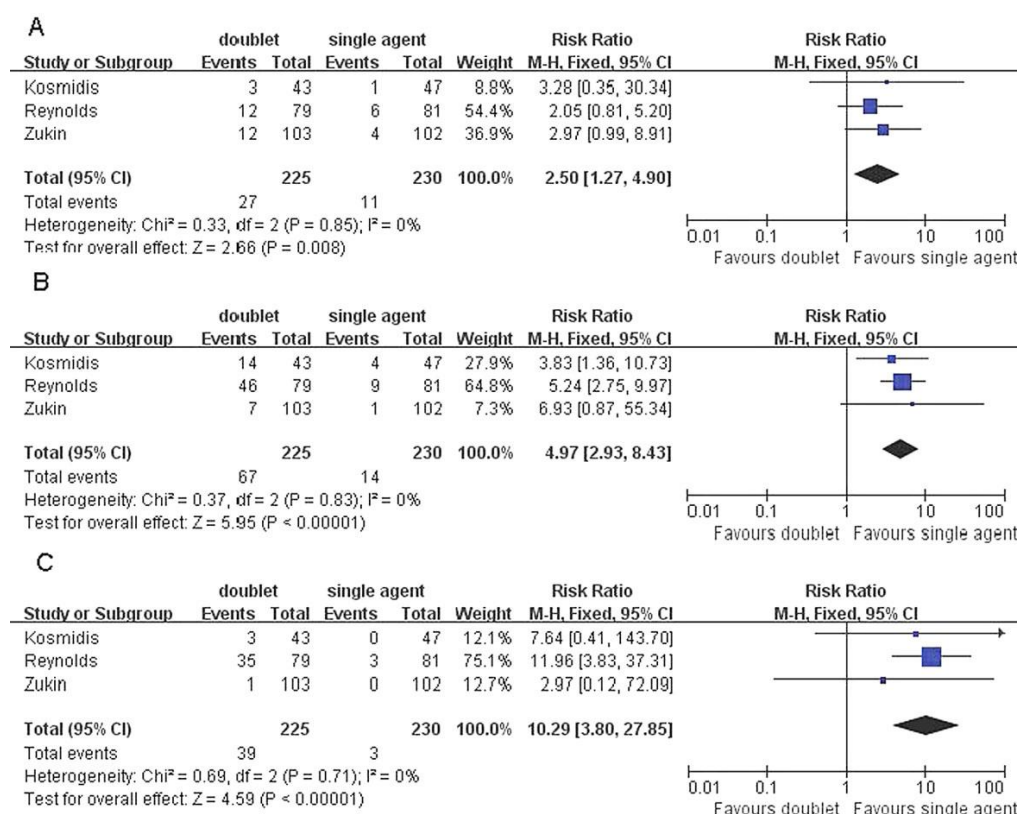 A
doublet single agent Risk Ratio Risk Ratio
Study or Subgroup Events Total Events Total Weight M-H, Fixed, 95% CI M-H, Fixed, 95% CI
Kosmidis 3 43 1 47 8.8% 3.28 [0.35, 30.34]
Reynolds 12 79 6 81 54.4% 2.05 [0.81, 5.20]
Zukin 12 103 4 102 36.9% 2.97 [0.99, 8.91]
Total (95% CI) 225 230 100.0% 2.50 [1.27, 4.90]
Total events 27 11
Heterogeneity: Chi² = 0.33, df = 2 (P = 0.85); I² = 0%
Test for overall effect: Z = 2.66 (P = 0.008)
0.01 0.1 1 10 100
Favours doublet Favours single agent
B
doublet single agent Risk Ratio Risk Ratio
Study or Subgroup Events Total Events Total Weight M-H, Fixed, 95% CI M-H, Fixed, 95% CI
Kosmidis 14 43 4 47 27.9% 3.83 [1.36, 10.73]
Reynolds 46 79 9 81 64.8% 5.24 [2.75, 9.97]
Zukin 7 103 1 102 7.3% 6.93 [0.87, 55.34]
Total (95% CI) 225 230 100.0% 4.97 [2.93, 8.43]
Total events 67 14
Heterogeneity: Chi² = 0.37, df = 2 (P = 0.83); I² = 0%
Test for overall effect: Z = 5.95 (P < 0.00001)
0.01 0.1 1 10 100
Favours doublet Favours single agent
C
doublet single agent Risk Ratio Risk Ratio
Study or Subgroup Events Total Events Total Weight M-H, Fixed, 95% CI M-H, Fixed, 95% CI
Kosmidis 3 43 0 47 12.1% 7.64 [0.41, 143.70]
Reynolds 35 79 3 81 75.1% 11.96 [3.83, 37.31]
Zukin 1 103 0 102 12.7% 2.97 [0.12, 72.09]
Total (95% CI) 225 230 100.0% 10.29 [3.80, 27.85]
Total events 39 3
Heterogeneity: Chi² = 0.69, df = 2 (P = 0.71); I² = 0%
Test for overall effect: Z = 4.59 (P < 0.00001)
0.01 0.1 1 10 100
Favours doublet Favours single agent